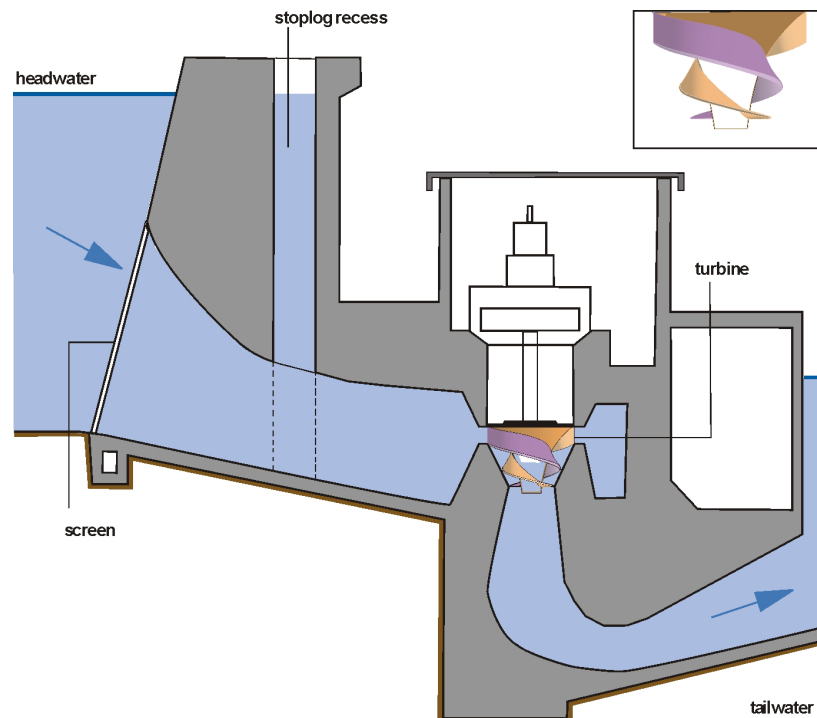 stoplog recess
headwater
turbine
screen
tailwater